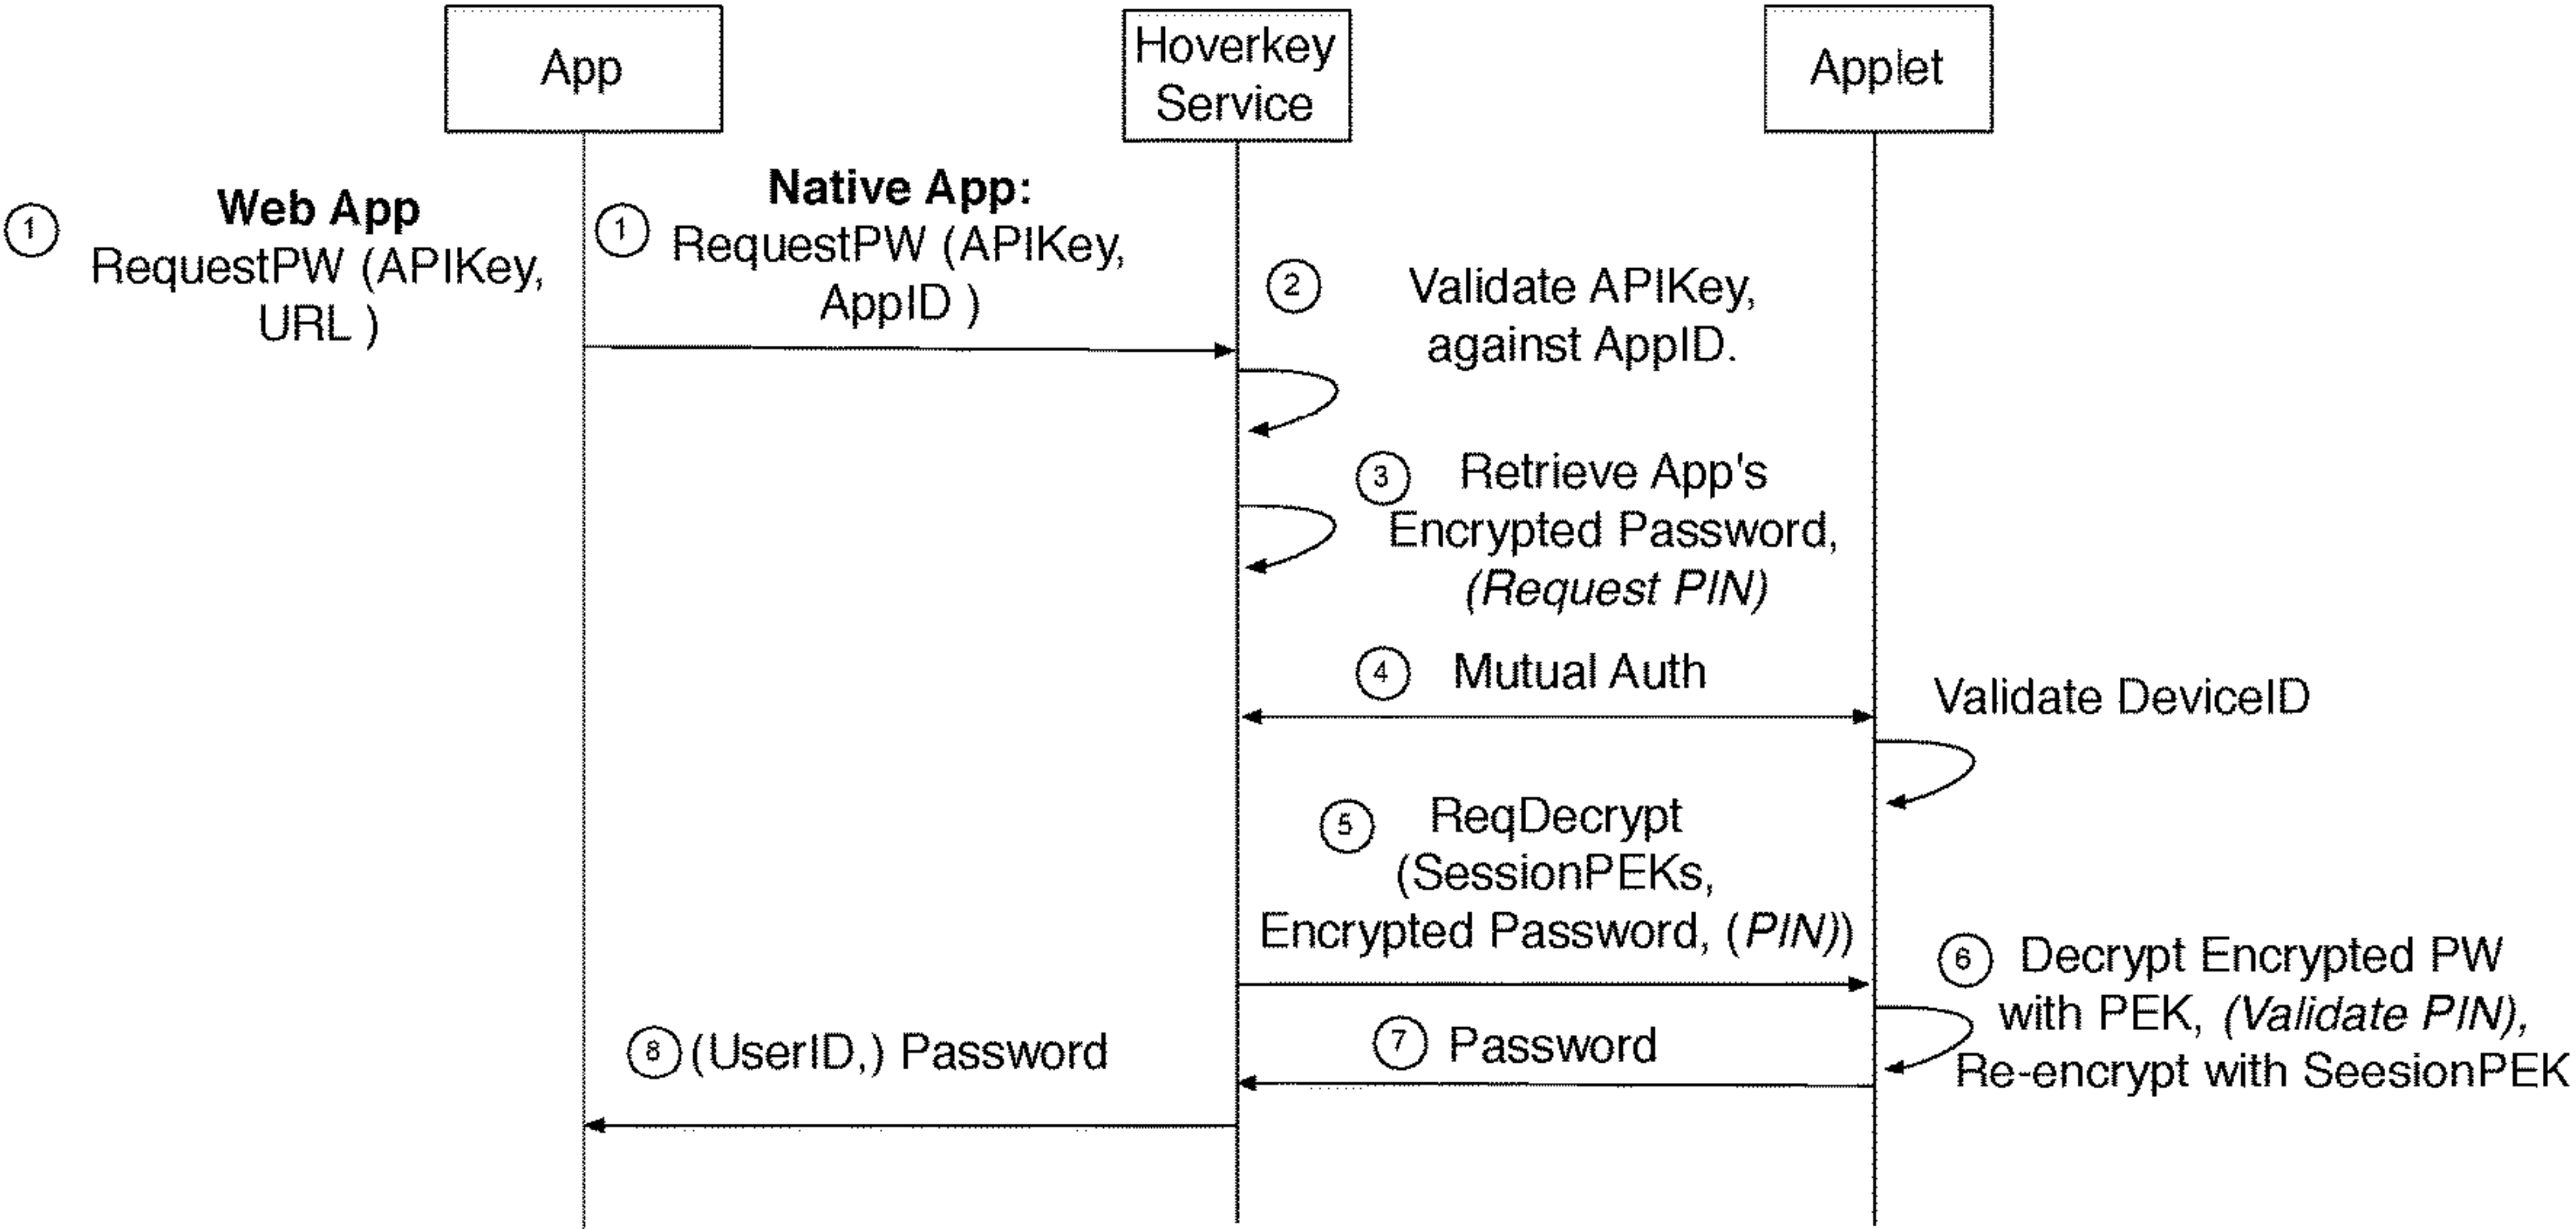 App
Hoverkey
Service
Applet
1
Web App
RequestPW (APIKey,
URL )
1
Native App:
RequestPW (APIKey,
AppID )
2
Validate APIKey,
against AppID.
3
Retrieve App's
Encrypted Password,
(Request PIN)
4
Mutual Auth
Validate DeviceID
5
ReqDecrypt
(SessionPEKs,
Encrypted Password, (PIN))
6
Decrypt Encrypted PW
with PEK, (Validate PIN),
Re-encrypt with SeesionPEK
7
Password
8
(UserID,) Password